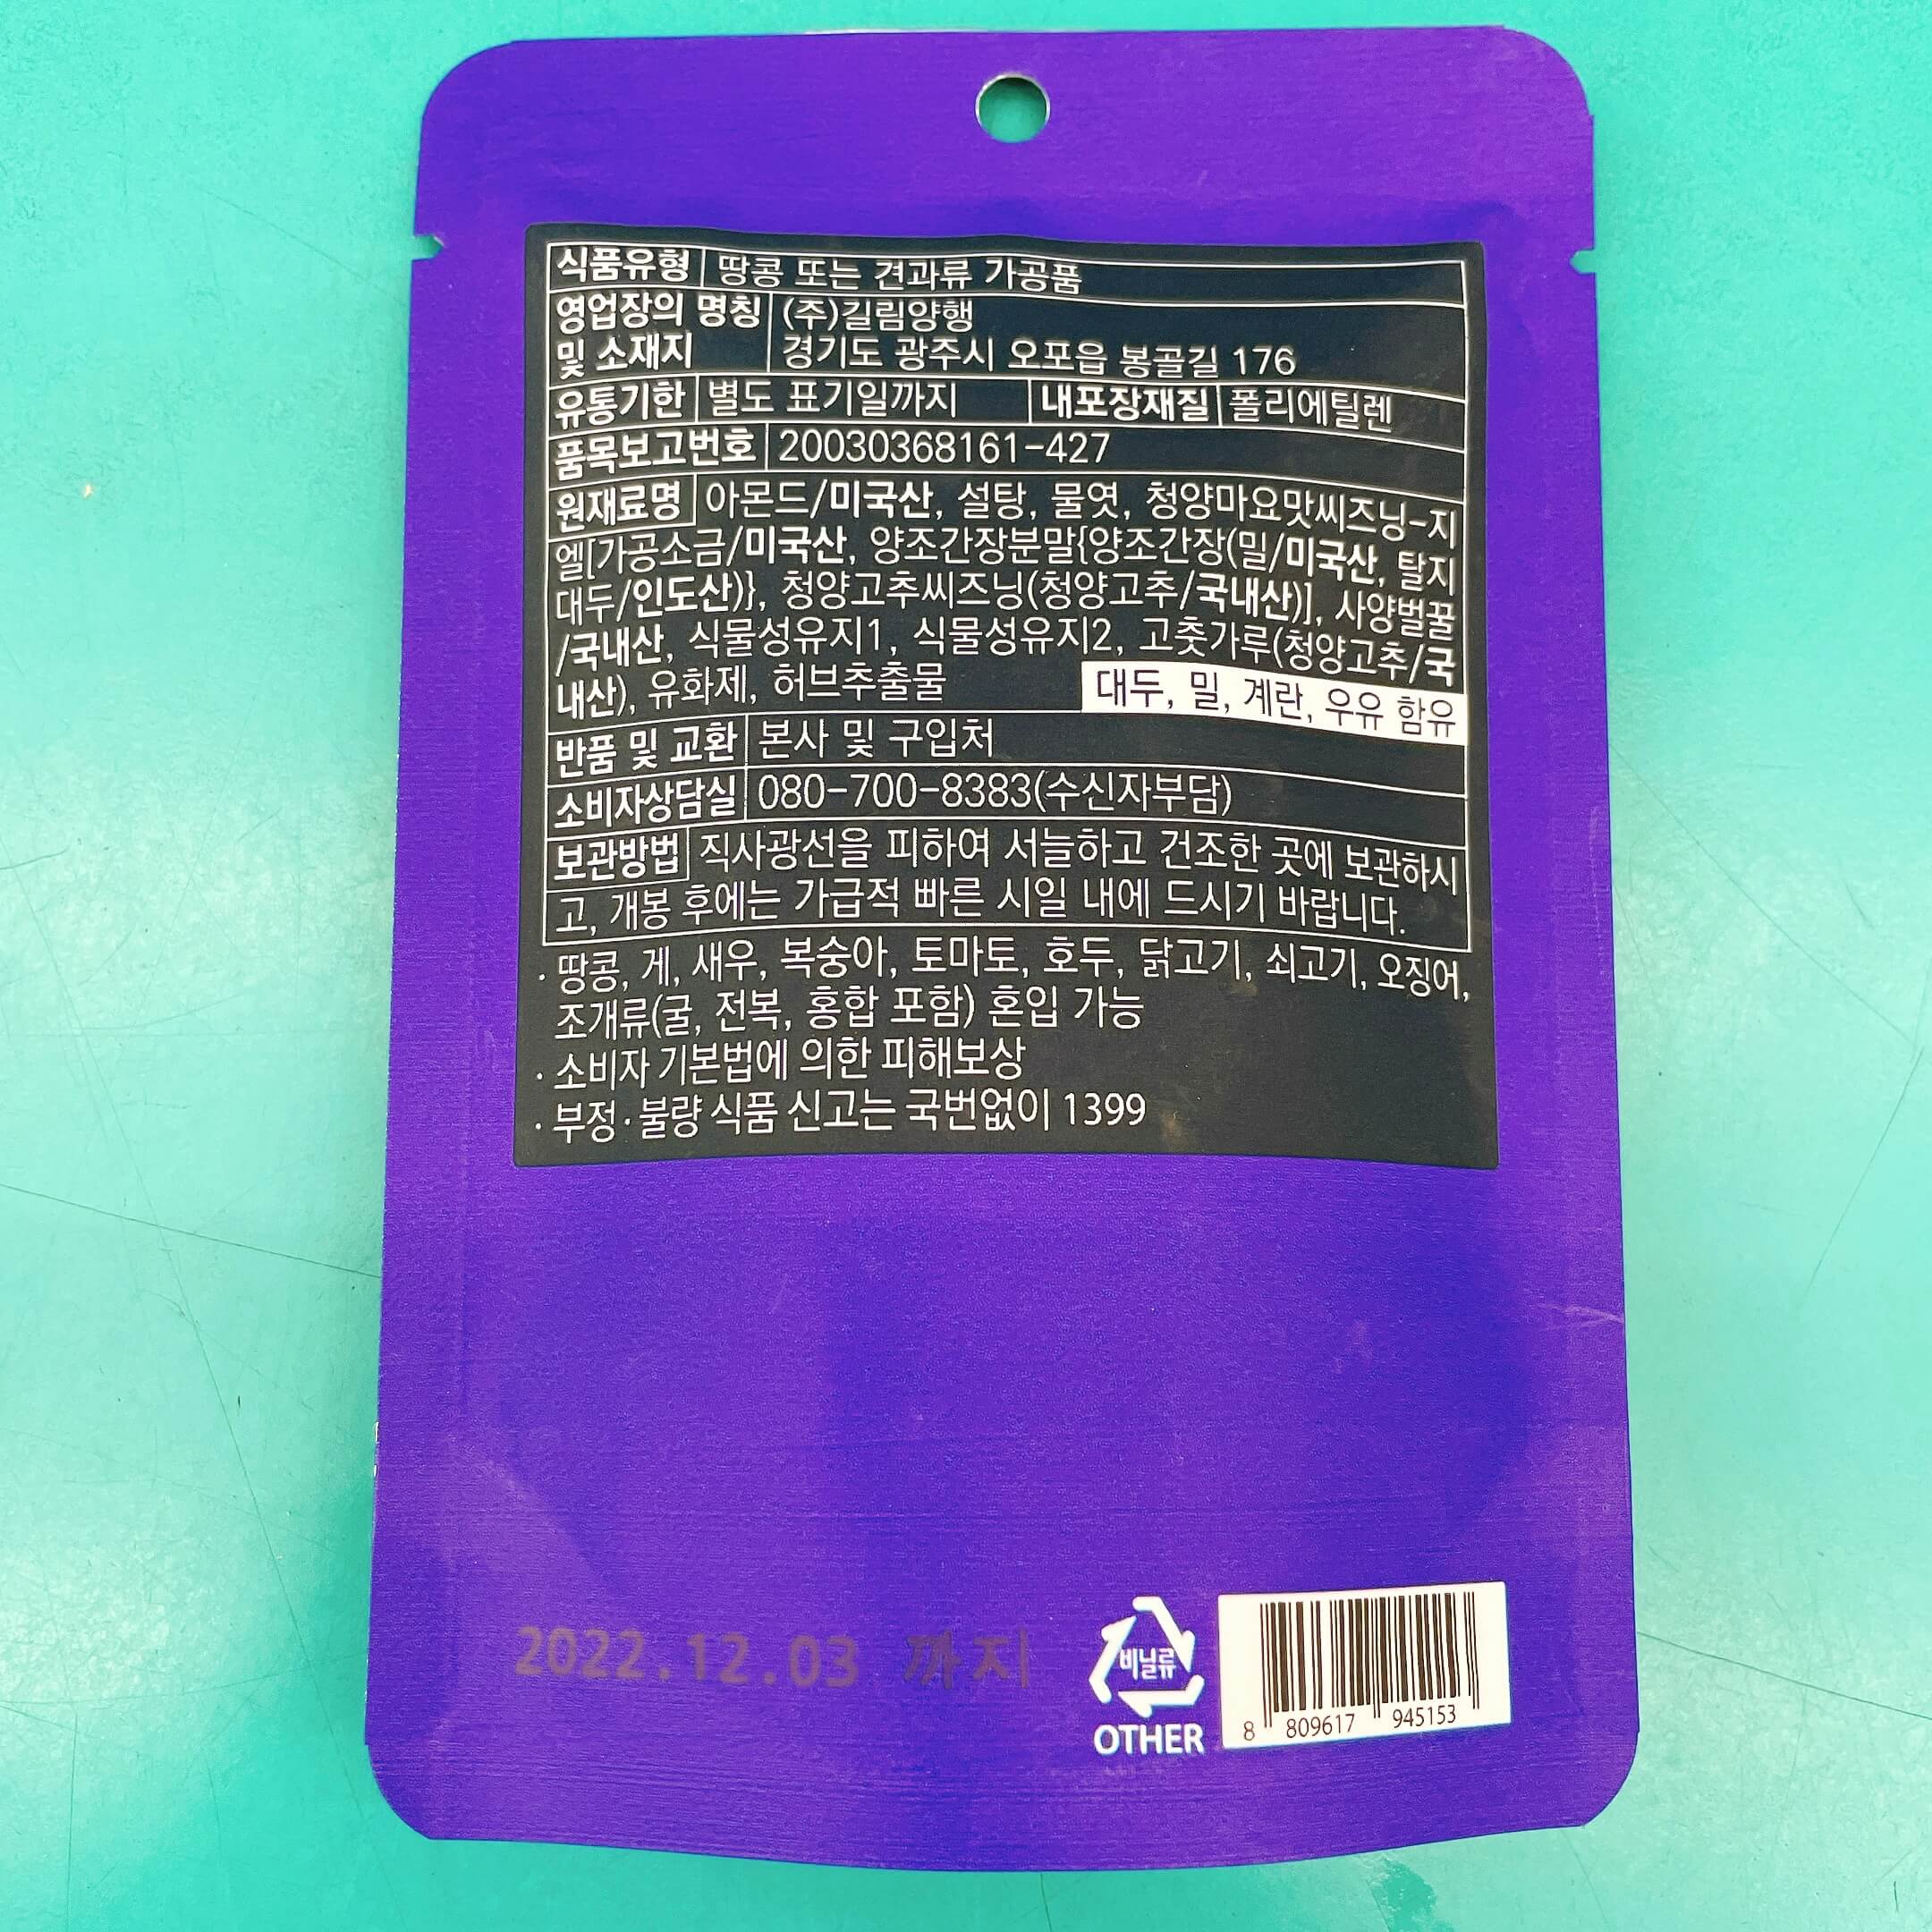 식품유형 땅콩 또는 견과류 가공품
영업장의 명칭 (주)길림양행
및 소재지 경기도 광주시 오포읍 봉골길 176
유통기한 별도 표기일까지 내포장재질 폴리에틸렌
품목보고번호 20030368161-427
원재료명 아몬드/미국산, 설탕, 물엿, 청양마요맛씨즈닝-지
엘[가공소금/미국산, 양조간장분말{양조간장(밀/미국산, 탈지
대두/인도산)}, 청양고추씨즈닝(청양고추/국내산)], 사양벌꿀
/국내산, 식물성유지1, 식물성유지2, 고춧가루(청양고추/국
내산), 유화제, 허브추출물 대두, 밀, 계란, 우유 함유
반품 및 교환 본사 및 구입처
소비자상담실 080-700-8383(수신자부담)
보관방법 직사광선을 피하여 서늘하고 건조한 곳에 보관하시
고, 개봉 후에는 가급적 빠른 시일 내에 드시기 바랍니다.
· 땅콩, 게, 새우, 복숭아, 토마토, 호두, 닭고기, 쇠고기, 오징어,
조개류(굴, 전복, 홍합 포함) 혼입 가능
· 소비자 기본법에 의한 피해보상
· 부정·불량 식품 신고는 국번없이 1399
2022.12.03 까지
비닐류
OTHER
8 809617 945153